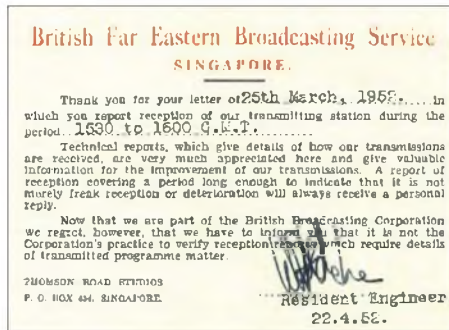 British Far Eastern Broadcasting Service
SINGAPORE.
Thank you for your letter of 25th March, 1952. in
which you report reception of our transmitting station during the
period 1530 to 1600 G.M.T.
Technical reports, which give details of how our transmissions
are received, are very much appreciated here and give valuable
information for the improvement of our transmissions. A report of
reception covering a period long enough to indicate that it is not
merely freak reception or deterioration will always receive a personal
reply.
Now that we are part of the British Broadcasting Corporation
we regret, however, that we have to inform you that it is not the
Corporation's practice to verify reception reports which require details
of transmitted programme matter.
THOMSON ROAD STUDIOS
P. O. BOX 434, SINGAPORE.
Resident Engineer
22.4.52.